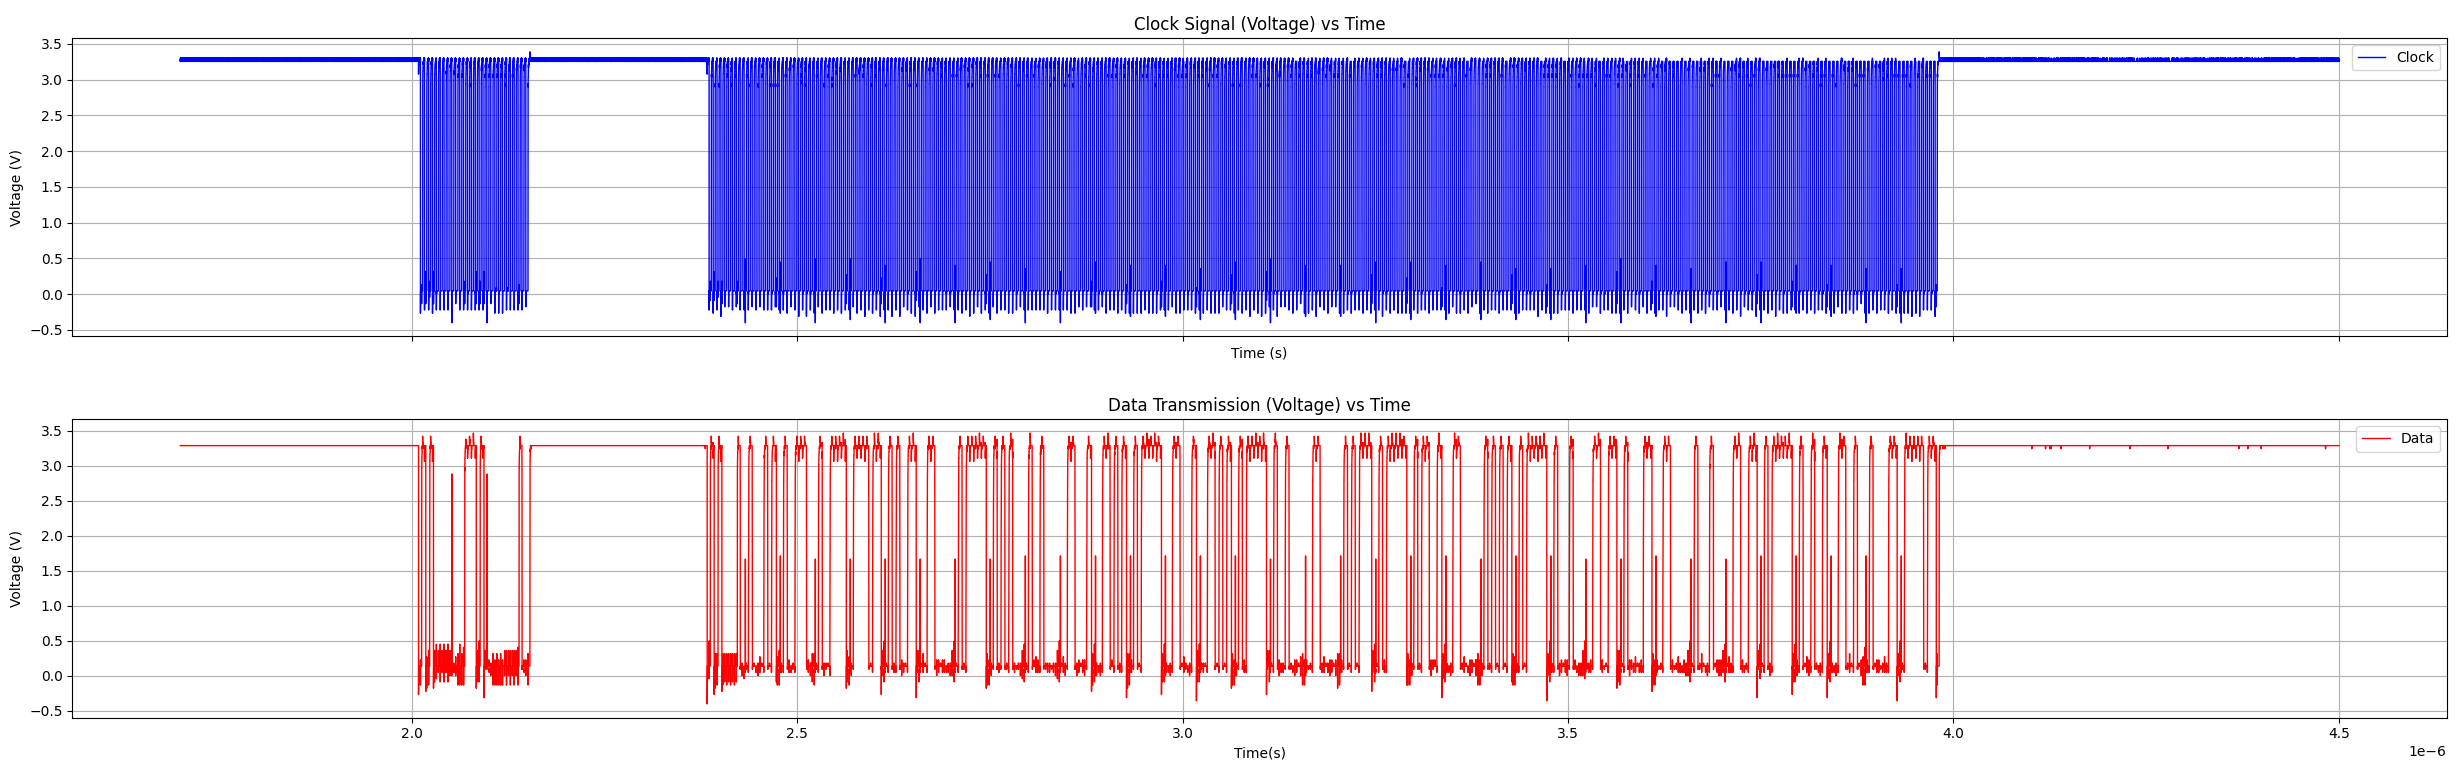 Clock Signal (Voltage) vs Time
Voltage (V)
3.5
3.0
2.5
2.0
1.5
1.0
0.5
0.0
−0.5
Clock
Time (s)
Data Transmission (Voltage) vs Time
Voltage (V)
3.5
3.0
2.5
2.0
1.5
1.0
0.5
0.0
−0.5
Data
2.0 2.5 3.0 3.5 4.0 4.5
Time(s)
1e−6